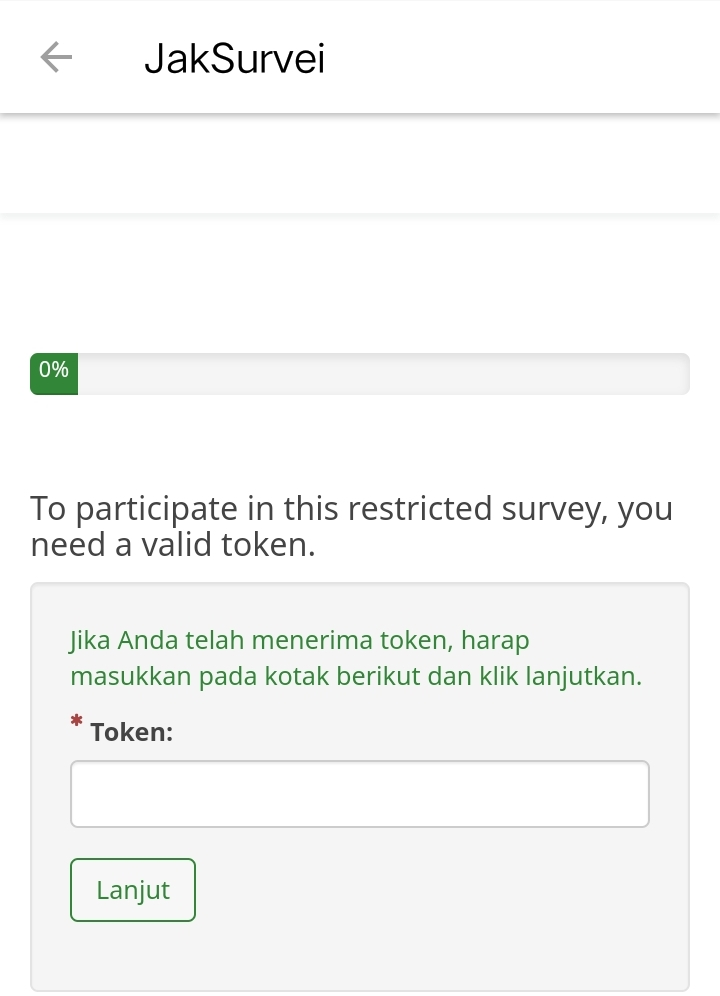 JakSurvei
0%
To participate in this restricted survey, you
need a valid token.
Jika Anda telah menerima token, harap
masukkan pada kotak berikut dan klik lanjutkan.
* Token:
Lanjut